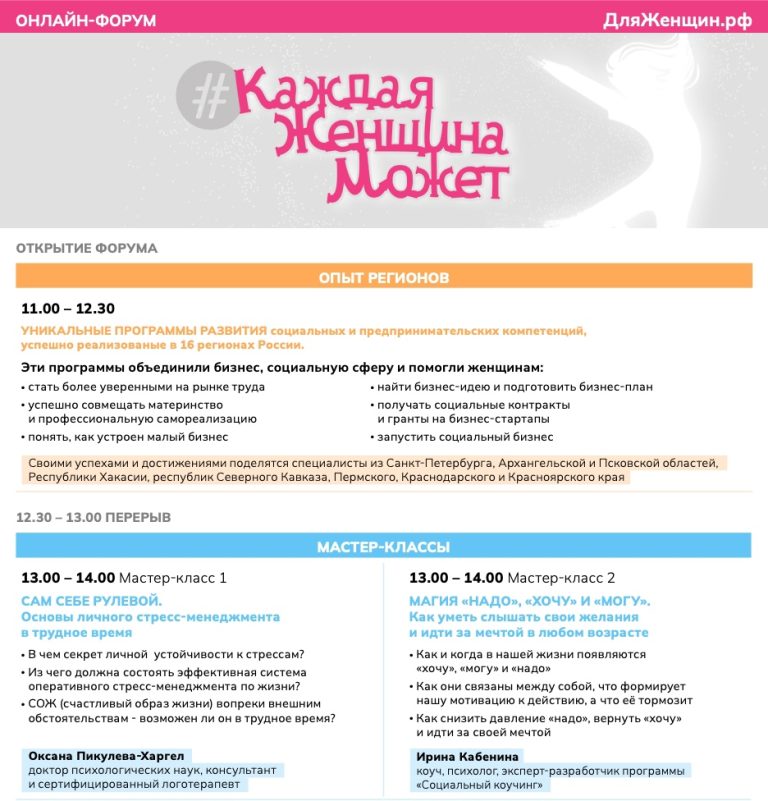 ОНЛАЙН-ФОРУМ
ДляЖенщин.рф
#Каждая
Женщина
Может
ОТКРЫТИЕ ФОРУМА
ОПЫТ РЕГИОНОВ
11.00 – 12.30
УНИКАЛЬНЫЕ ПРОГРАММЫ РАЗВИТИЯ социальных и предпринимательских компетенций,
успешно реализованые в 16 регионах России.
Эти программы объединили бизнес, социальную сферу и помогли женщинам:
• стать более уверенными на рынке труда
• успешно совмещать материнство
и профессиональную самореализацию
• понять, как устроен малый бизнес
• найти бизнес-идею и подготовить бизнес-план
• получать социальные контракты
и гранты на бизнес-стартапы
• запустить социальный бизнес
Своими успехами и достижениями поделятся специалисты из Санкт-Петербурга, Архангельской и Псковской областей,
Республики Хакасии, республик Северного Кавказа, Пермского, Краснодарского и Красноярского края
12.30 – 13.00 ПЕРЕРЫВ
МАСТЕР-КЛАССЫ
13.00 – 14.00 Мастер-класс 1
САМ СЕБЕ РУЛЕВОЙ.
Основы личного стресс-менеджмента
в трудное время
• В чем секрет личной устойчивости к стрессам?
• Из чего должна состоять эффективная система
оперативного стресс-менеджмента по жизни?
• СОЖ (счастливый образ жизни) вопреки внешним
обстоятельствам - возможен ли он в трудное время?
Оксана Пикулева-Харгел
доктор психологических наук, консультант
и сертифицированный логотерапевт
13.00 – 14.00 Мастер-класс 2
МАГИЯ «НАДО», «ХОЧУ» И «МОГУ».
Как уметь слышать свои желания
и идти за мечтой в любом возрасте
• Как и когда в нашей жизни появляются
«хочу», «могу» и «надо»
• Как они связаны между собой, что формирует
нашу мотивацию к действию, а что её тормозит
• Как снизить давление «надо», вернуть «хочу»
и идти за своей мечтой
Ирина Кабенина
коуч, психолог, эксперт-разработчик программы
«Социальный коучинг»